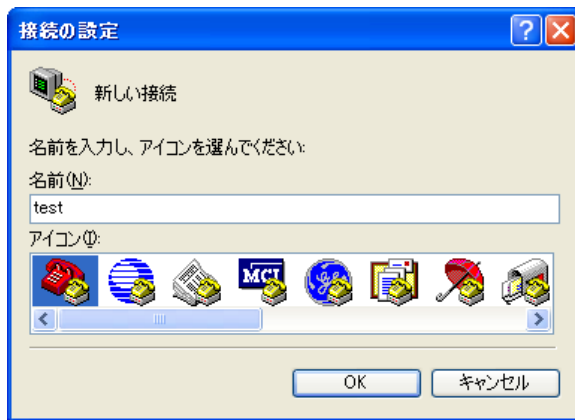 接続の設定
新しい接続
名前を入力し、アイコンを選んでください:
名前(N):
test
アイコン(I):
MCI
OK
キャンセル